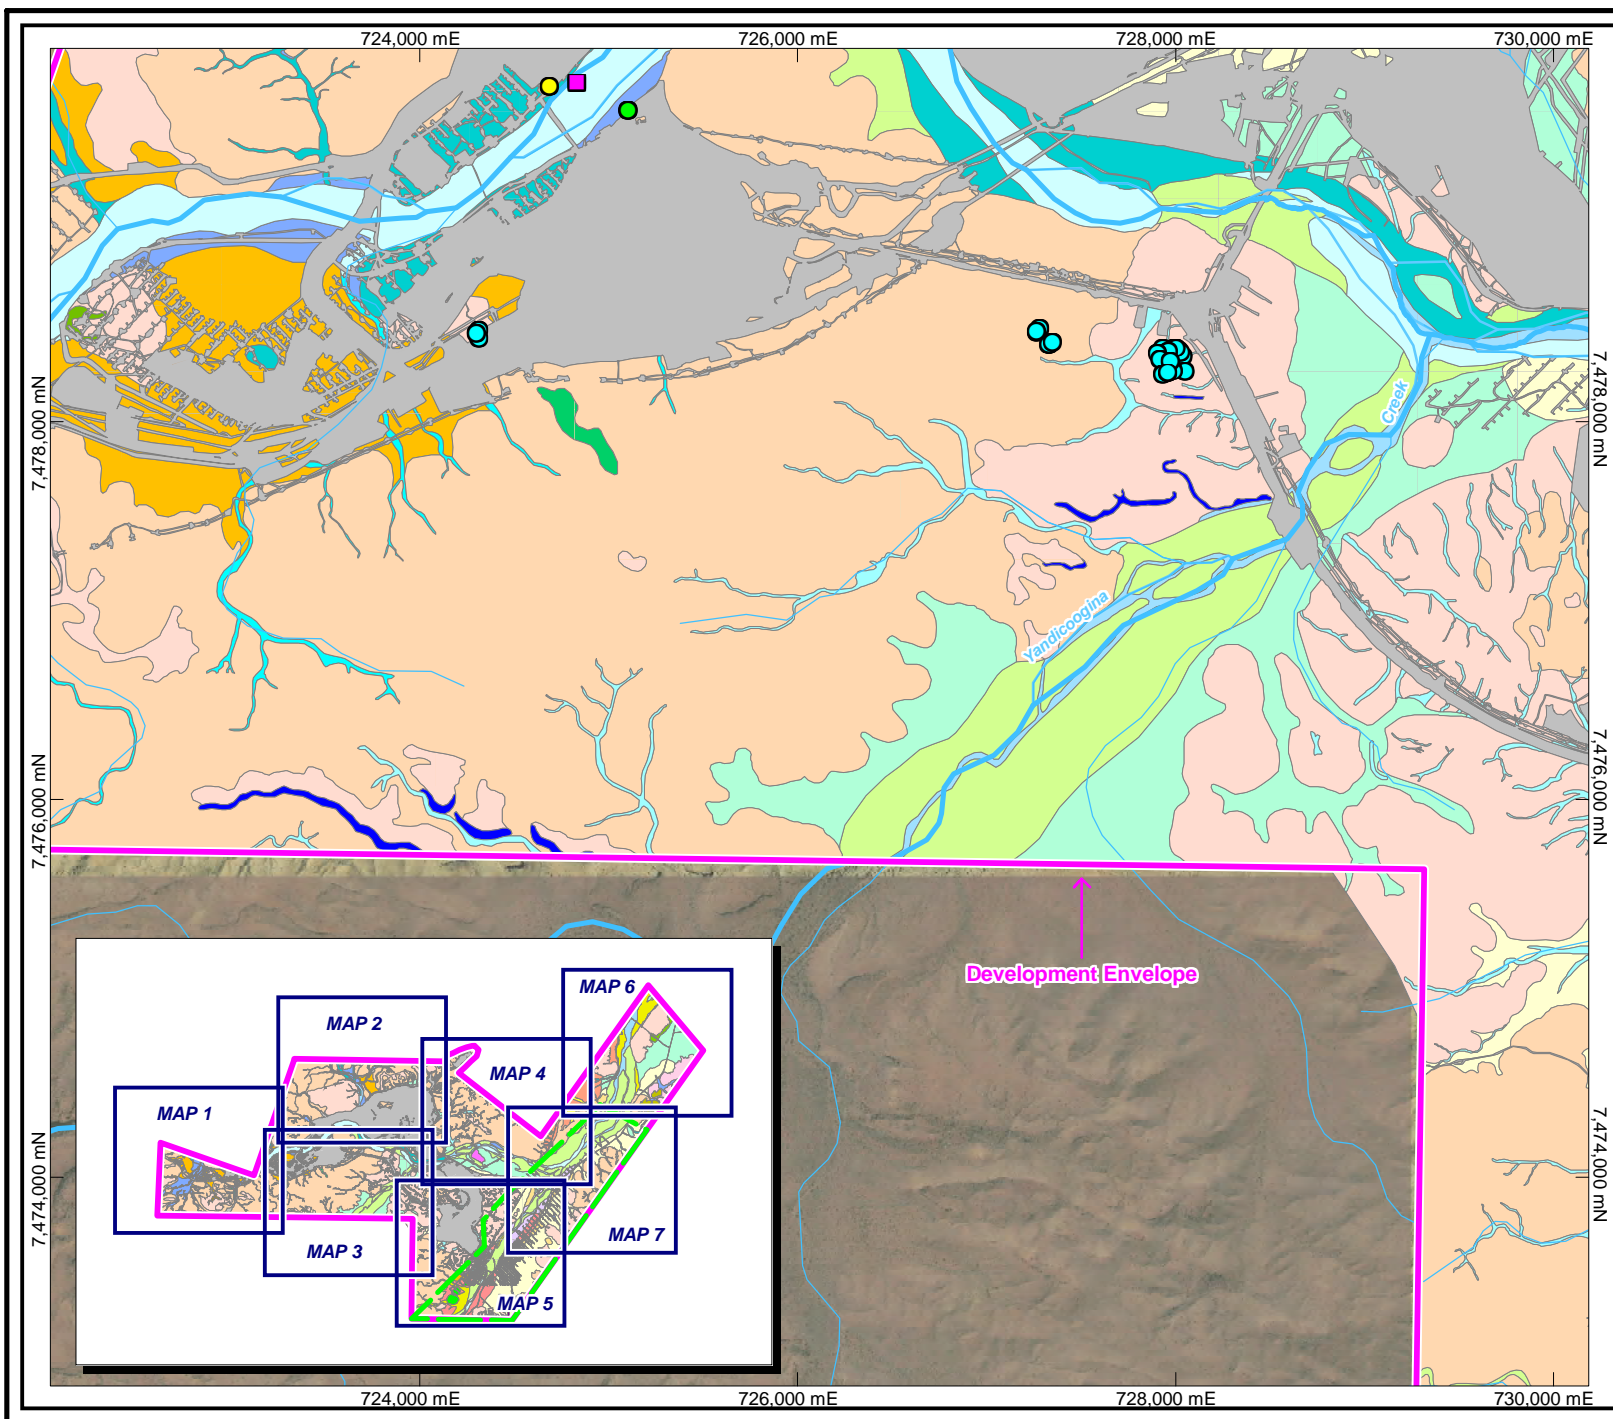 724,000 mE
726,000 mE
728,000 mE
730,000 mE
7,478,000 mN
7,478,000 mN
Creek
Yandicoogina
7,476,000 mN
7,476,000 mN
Development Envelope
MAP 6
MAP 2
MAP 4
MAP 1
7,474,000 mN
7,474,000 mN
MAP 7
MAP 3
MAP 5
724,000 mE
726,000 mE
728,000 mE
730,000 mE